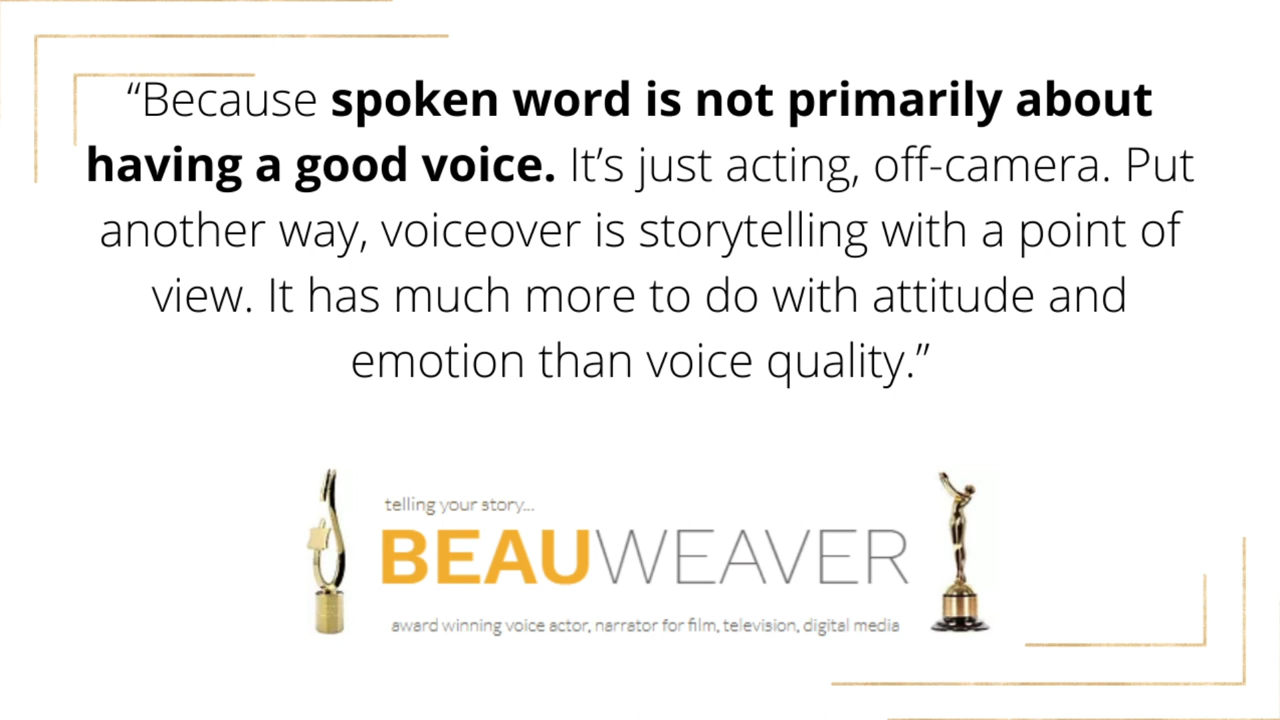 “Because spoken word is not primarily about
having a good voice. It’s just acting, off-camera. Put
another way, voiceover is storytelling with a point of
view. It has much more to do with attitude and
emotion than voice quality.”
telling your story...
BEAUWEAVER
award winning voice actor, narrator for film, television, digital media